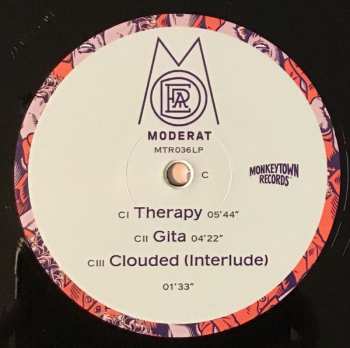 MODERAT
MTR036LP
C
MONKEYTOWN
RECORDS
CI Therapy 05'44"
CII Gita 04'22"
CIII Clouded (Interlude)
01'33"